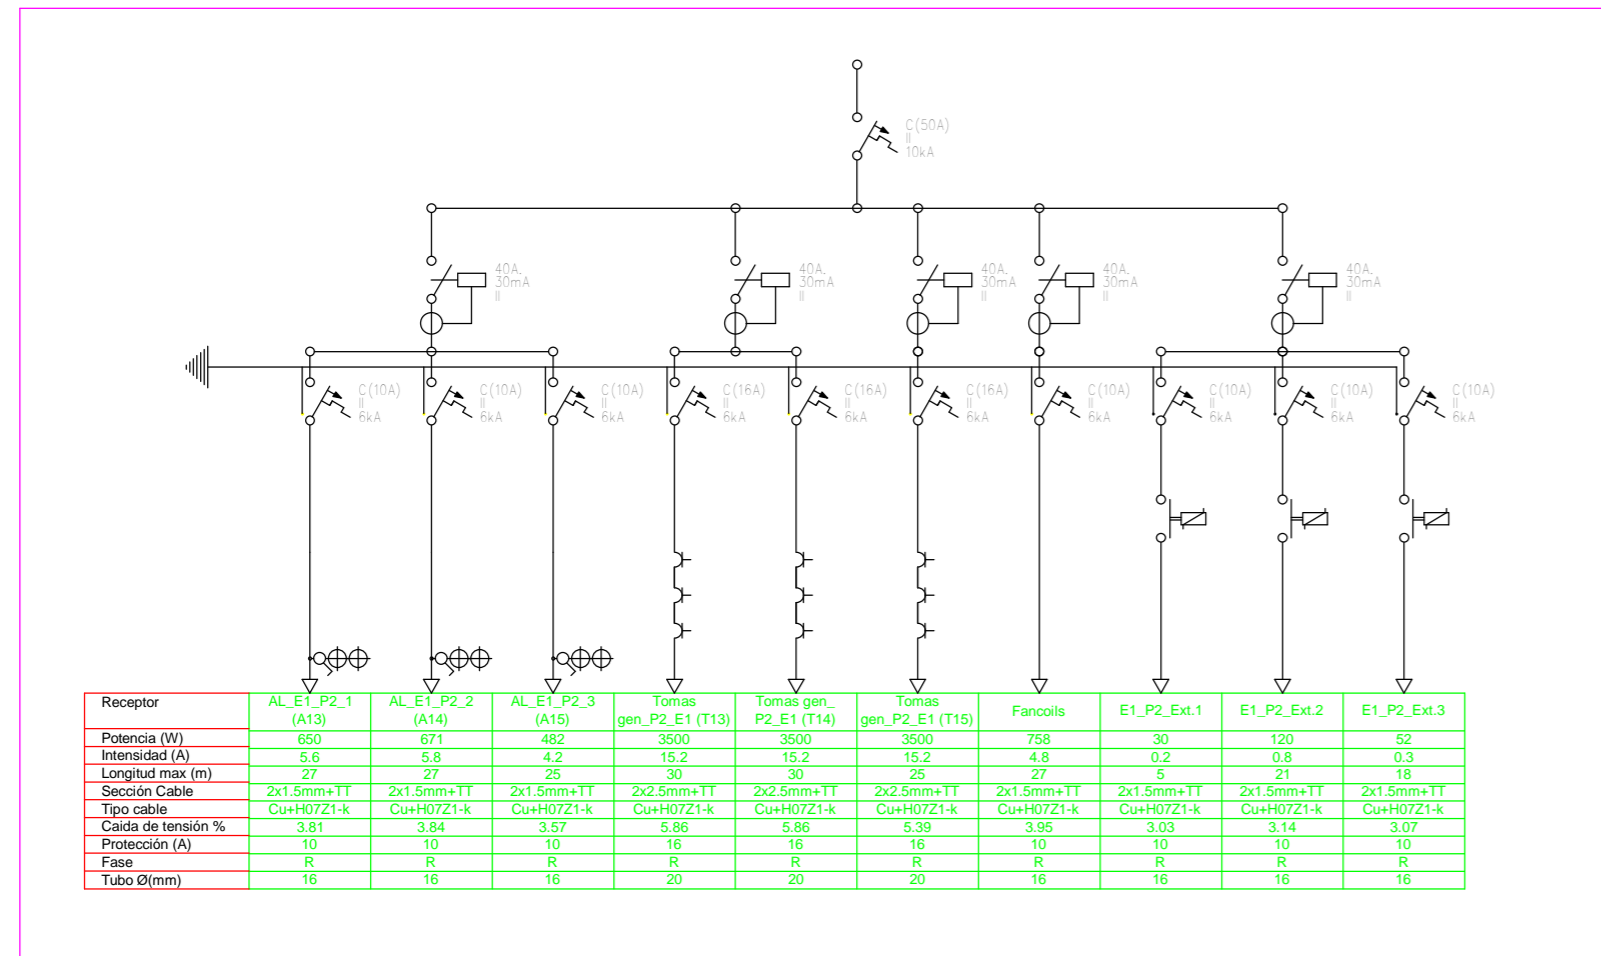 C(50A)
II
10kA
40A,
30mA
II
40A,
30mA
II
40A,
30mA
II
40A,
30mA
II
40A,
30mA
II
C(10A)
II
6kA
C(10A)
II
6kA
C(10A)
II
6kA
C(16A)
II
6kA
C(16A)
II
6kA
C(16A)
II
6kA
C(10A)
II
6kA
C(10A)
II
6kA
C(10A)
II
6kA
C(10A)
II
6kA
Receptor AL_E1_P2_1 (A13) AL_E1_P2_2 (A14) AL_E1_P2_3 (A15) Tomas gen_P2_E1 (T13) Tomas gen_ P2_E1 (T14) Tomas gen_P2_E1 (T15) Fancoils E1_P2_Ext.1 E1_P2_Ext.2 E1_P2_Ext.3
Potencia (W) 650 671 482 3500 3500 3500 758 30 120 52
Intensidad (A) 5.6 5.8 4.2 15.2 15.2 15.2 4.8 0.2 0.8 0.3
Longitud max (m) 27 27 25 30 30 25 27 5 21 18
Sección Cable 2x1.5mm+TT 2x1.5mm+TT 2x1.5mm+TT 2x2.5mm+TT 2x2.5mm+TT 2x2.5mm+TT 2x1.5mm+TT 2x1.5mm+TT 2x1.5mm+TT 2x1.5mm+TT
Tipo cable Cu+H07Z1-k Cu+H07Z1-k Cu+H07Z1-k Cu+H07Z1-k Cu+H07Z1-k Cu+H07Z1-k Cu+H07Z1-k Cu+H07Z1-k Cu+H07Z1-k Cu+H07Z1-k
Caida de tensión % 3.81 3.84 3.57 5.86 5.86 5.39 3.95 3.03 3.14 3.07
Protección (A) 10 10 10 16 16 16 10 10 10 10
Fase R R R R R R R R R R
Tubo Ø(mm) 16 16 16 20 20 20 16 16 16 16